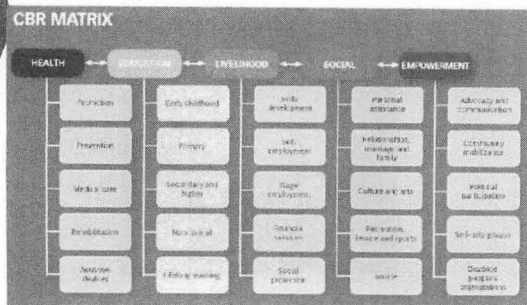 CBR MATRIX
HEALTH
EDUCATION
LIVELIHOOD
SOCIAL
EMPOWERMENT
Promotion
Early childhood
Skills
development
Personal
assistance
Advocacy and
communication
Prevention
Primary
Self-
employment
Relationships,
marriage and
family
Community
mobilization
Medical care
Secondary and
higher
Wage
employment
Culture and arts
Political
participation
Rehabilitation
Non-formal
Financial
services
Recreation,
leisure and sports
Self-help groups
Assistive
devices
Lifelong learning
Social
protection
Justice
Disabled
people's
organizations